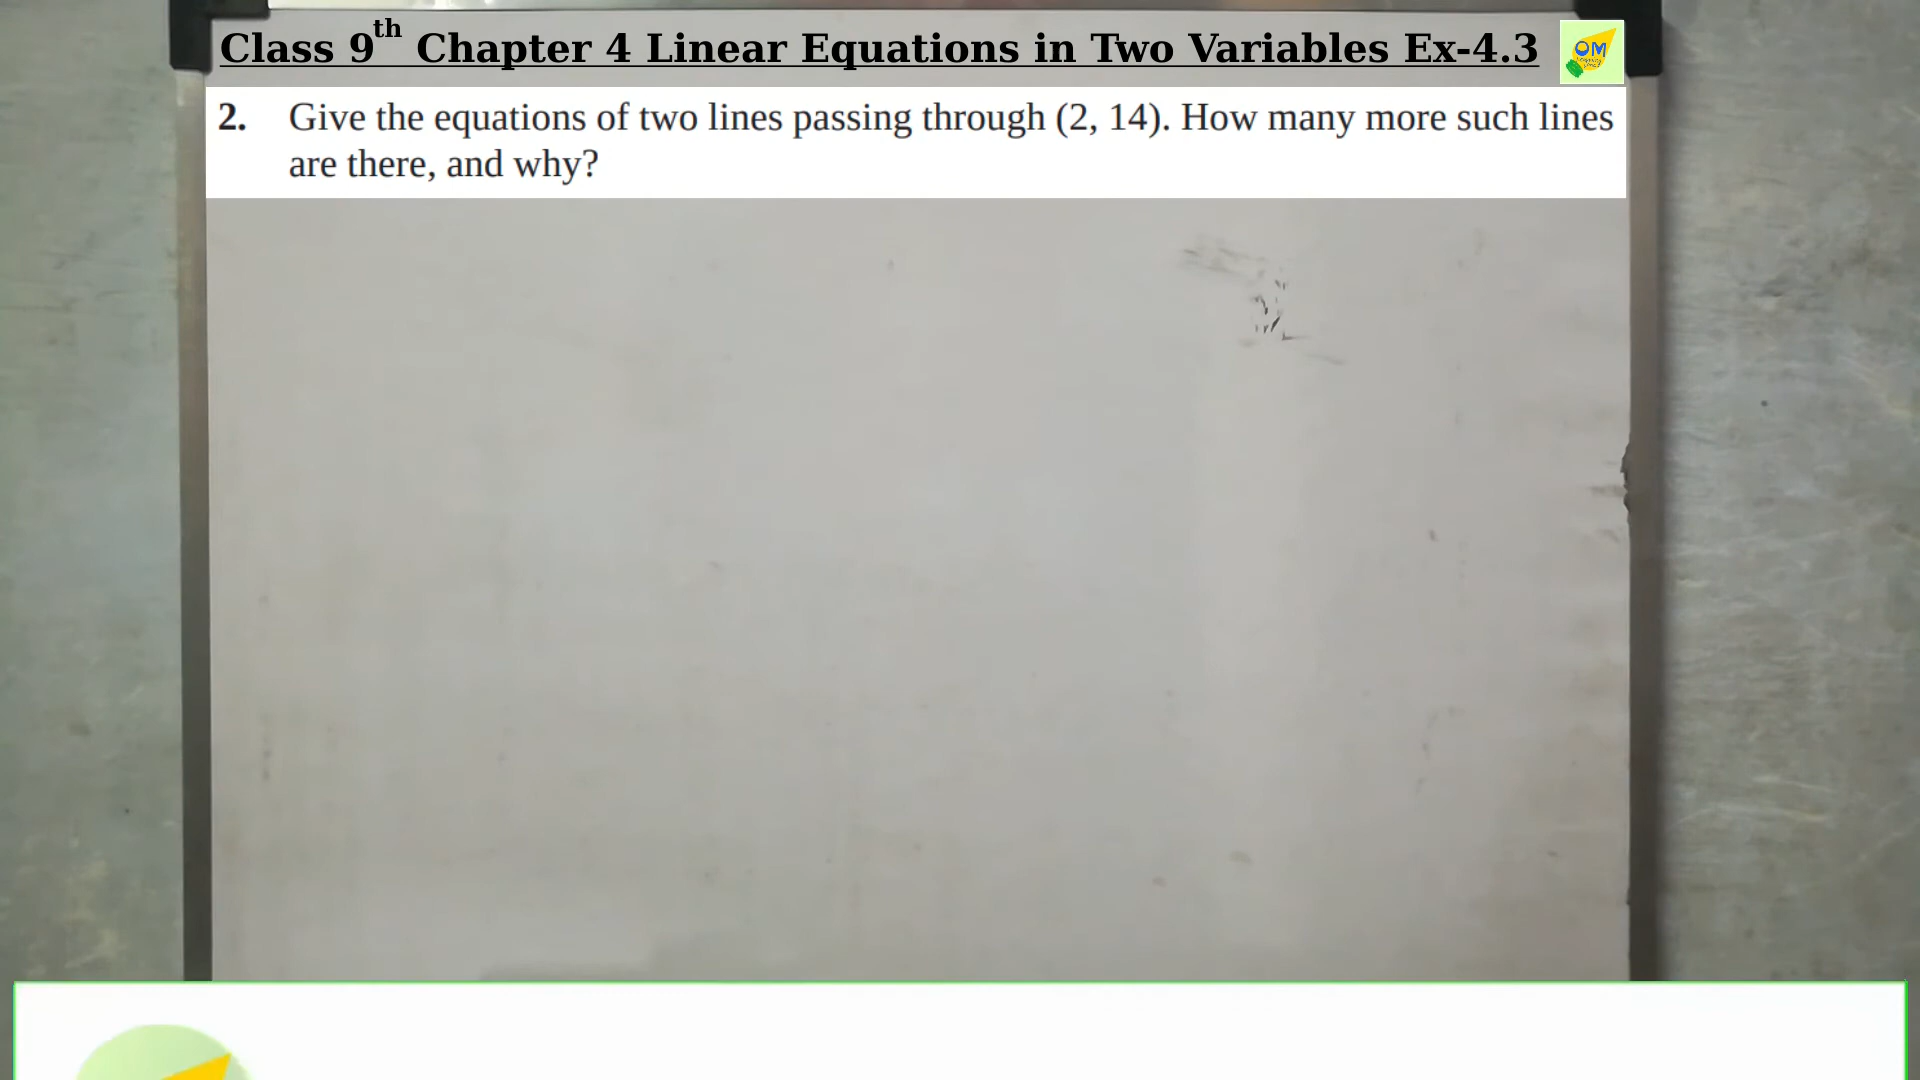 Class 9th Chapter 4 Linear Equations in Two Variables Ex-4.3
OM
2. Give the equations of two lines passing through (2, 14). How many more such lines
are there, and why?